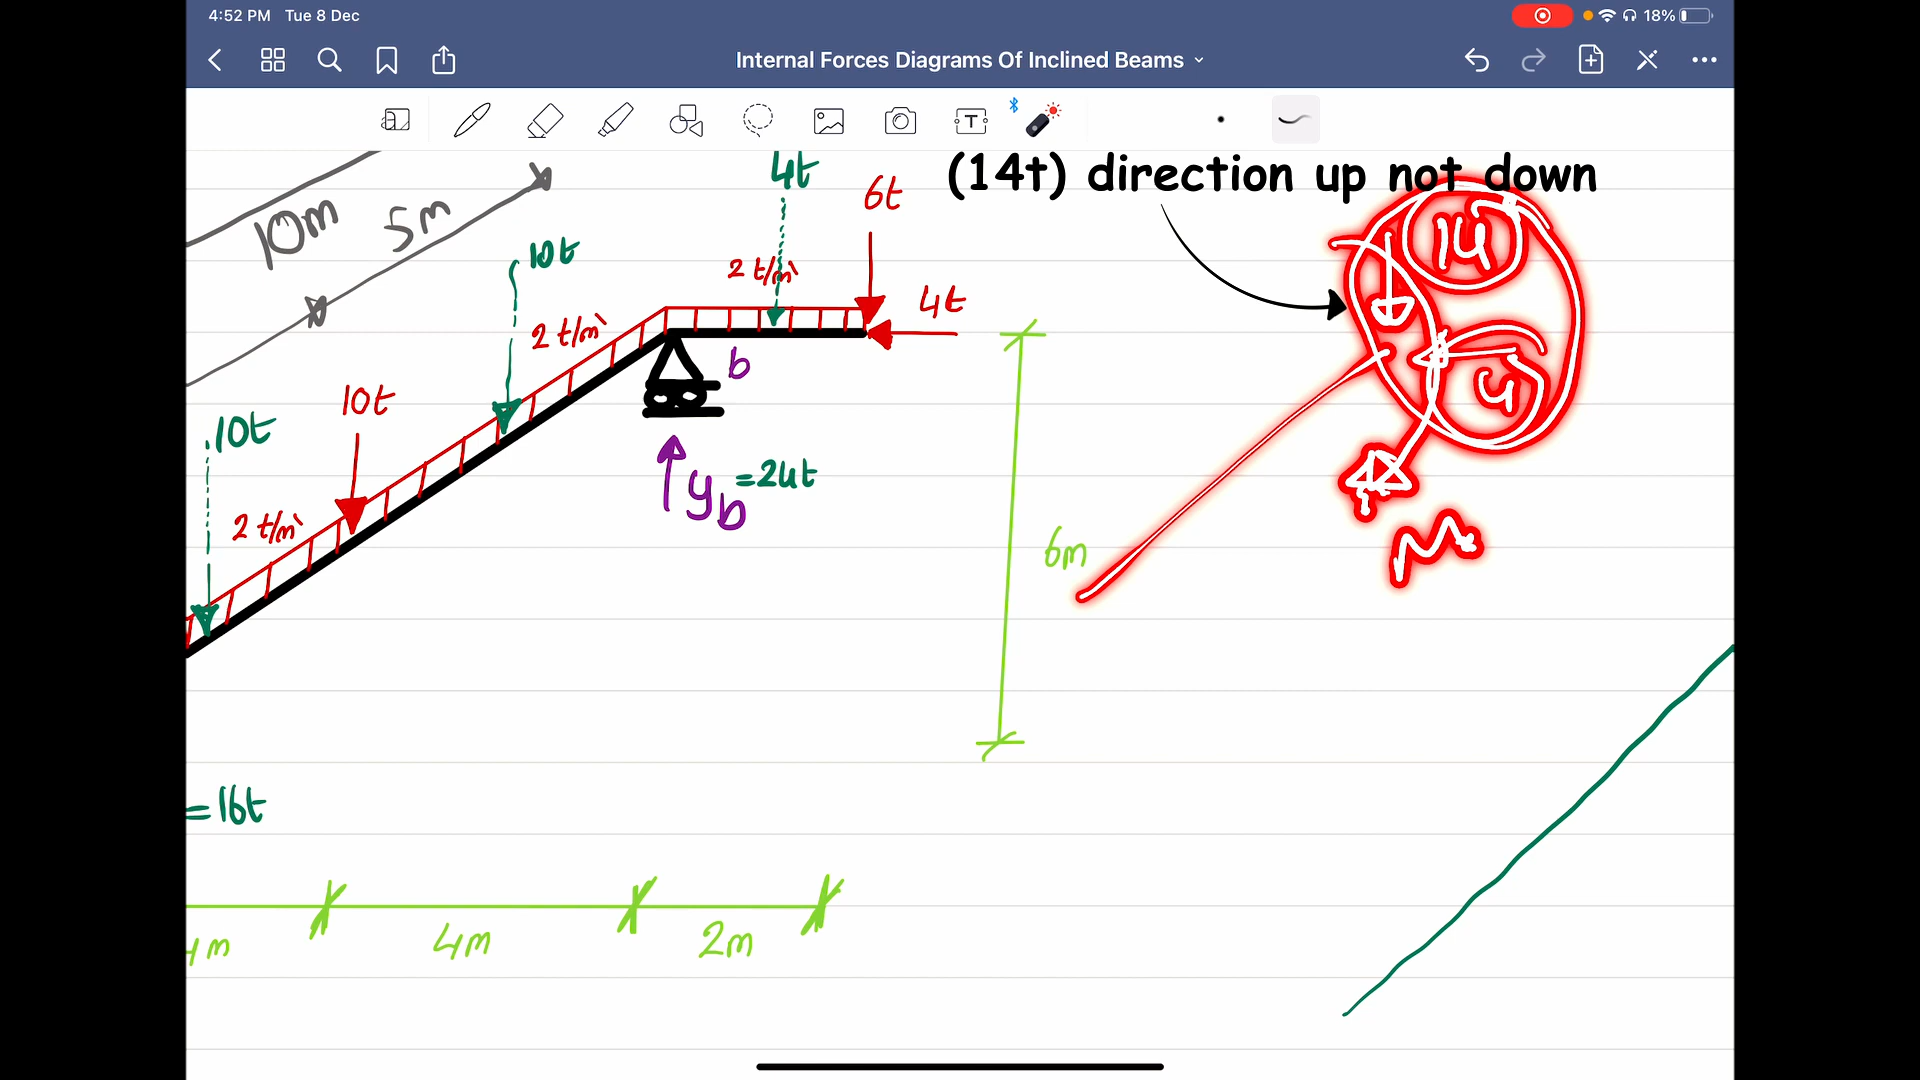 4:52 PM Tue 8 Dec
18%
Internal Forces Diagrams Of Inclined Beams
T
(14t) direction up not down
4t
6t
10m
5m
14
10t
2 t/m`
4t
2 t/m`
b
4
10t
10t
yb =24t
2 t/m`
6m
M
=16t
4m
4m
2m